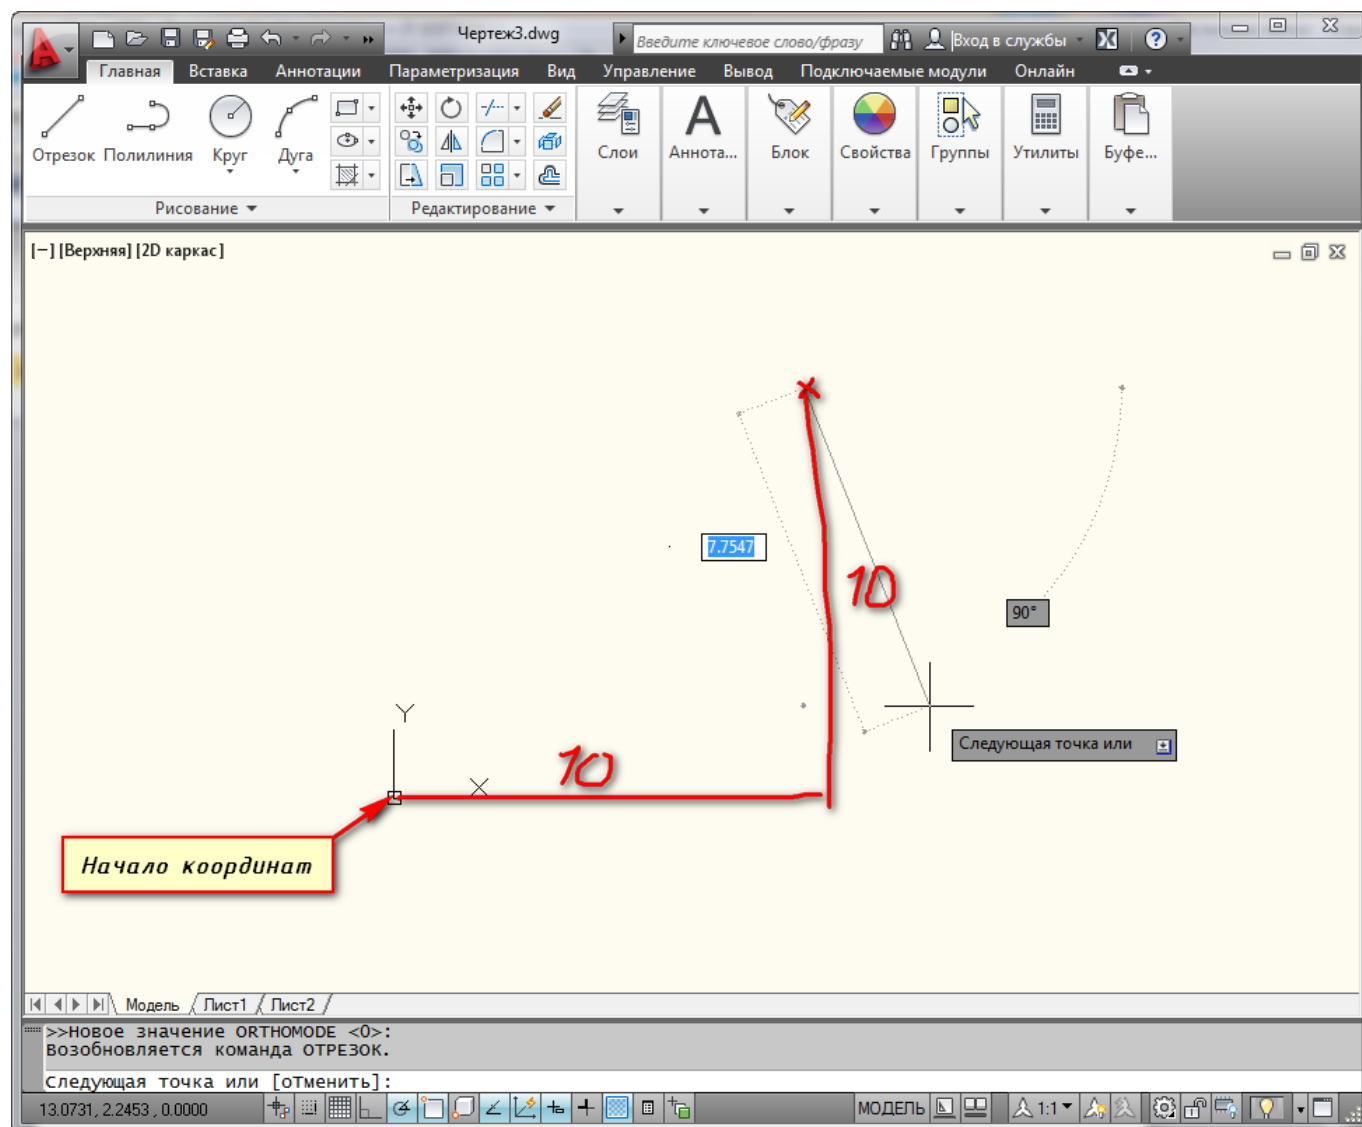 Чертеж3.dwg
Введите ключевое слово/фразу
Вход в службы
Главная Вставка Аннотации Параметризация Вид Управление Вывод Подключаемые модули Онлайн
Отрезок Полилиния Круг Дуга
Слои Аннота... Блок Свойства Группы Утилиты Буфе...
Рисование Редактирование
[−] [Верхняя] [2D каркас]
7.7547
10
90°
Y
Следующая точка или
10
X
Начало координат
Модель Лист1 Лист2
>>Новое значение ORTHOMODE <0>:
Возобновляется команда ОТРЕЗОК.
Следующая точка или [оТменить]:
13.0731, 2.2453 , 0.0000
МОДЕЛЬ
1:1